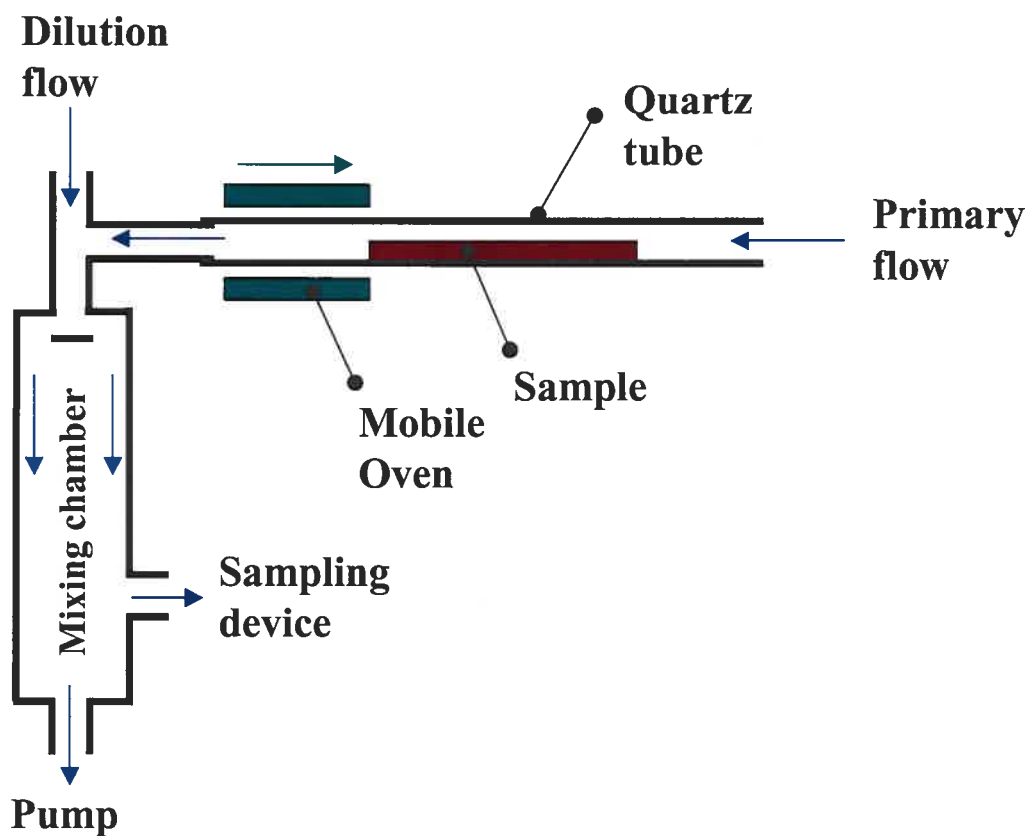 Dilution
flow
Quartz
tube
Primary
flow
Sample
Mobile
Oven
Mixing chamber
Sampling
device
Pump